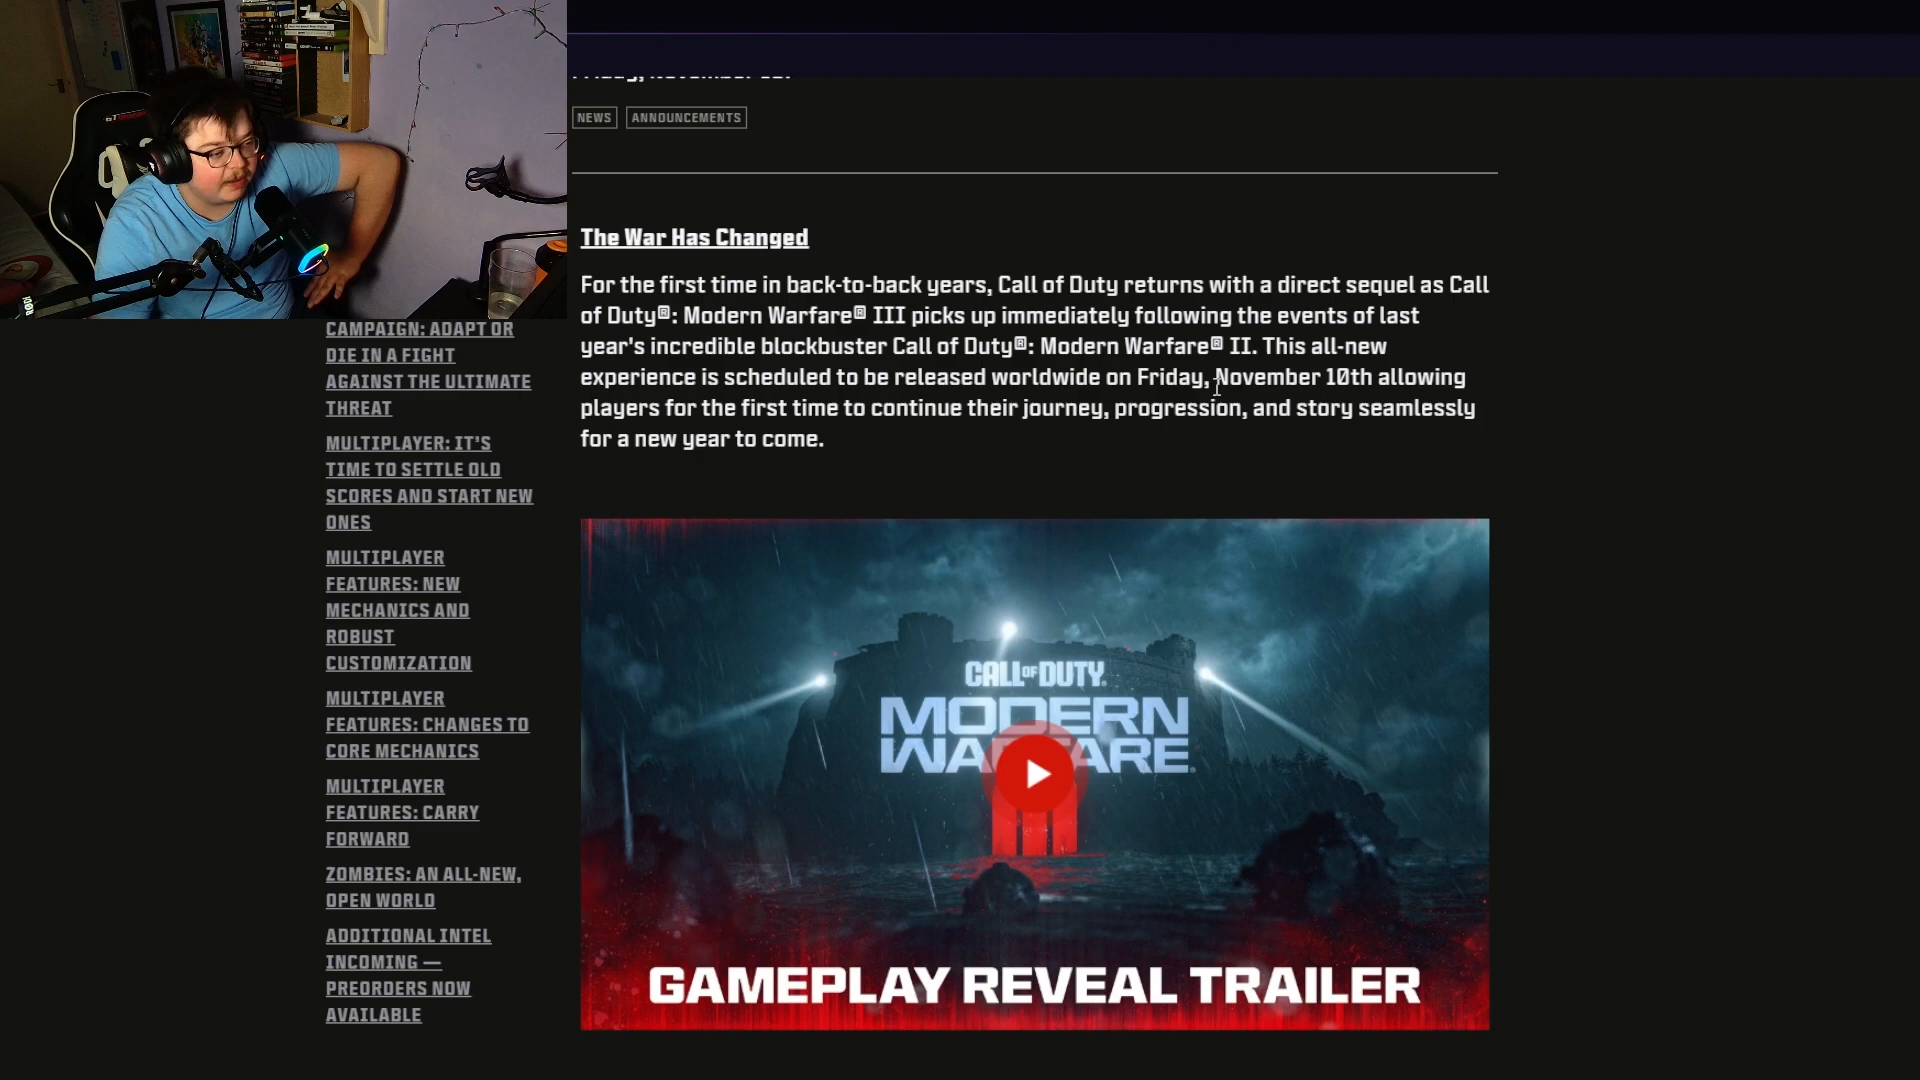 NEWS
ANNOUNCEMENTS
The War Has Changed
For the first time in back-to-back years, Call of Duty returns with a direct sequel as Call
of Duty®: Modern Warfare® III picks up immediately following the events of last
year's incredible blockbuster Call of Duty®: Modern Warfare® II. This all-new
experience is scheduled to be released worldwide on Friday, November 10th allowing
players for the first time to continue their journey, progression, and story seamlessly
for a new year to come.
CAMPAIGN: ADAPT OR
DIE IN A FIGHT
AGAINST THE ULTIMATE
THREAT
MULTIPLAYER: IT'S
TIME TO SETTLE OLD
SCORES AND START NEW
ONES
MULTIPLAYER
FEATURES: NEW
MECHANICS AND
ROBUST
CUSTOMIZATION
MULTIPLAYER
FEATURES: CHANGES TO
CORE MECHANICS
MULTIPLAYER
FEATURES: CARRY
FORWARD
ZOMBIES: AN ALL-NEW,
OPEN WORLD
ADDITIONAL INTEL
INCOMING —
PREORDERS NOW
AVAILABLE
CALL OF DUTY
MODERN
WARFARE
III
GAMEPLAY REVEAL TRAILER